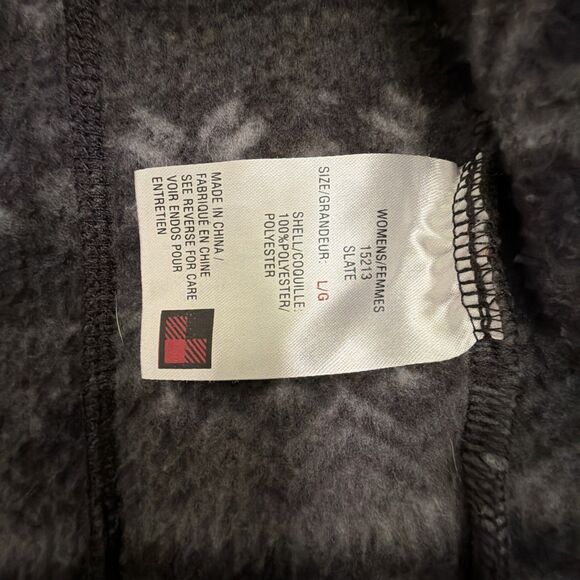 WOMENS/FEMMES
15213
SLATE
SIZE/GRANDEUR: L/G
SHELL/COQUILLE:
100%POLYESTER/
POLYESTER
MADE IN CHINA/
FABRIQUE EN CHINE
SEE REVERSE FOR CARE
VOIR ENDOS POUR
ENTRETIEN